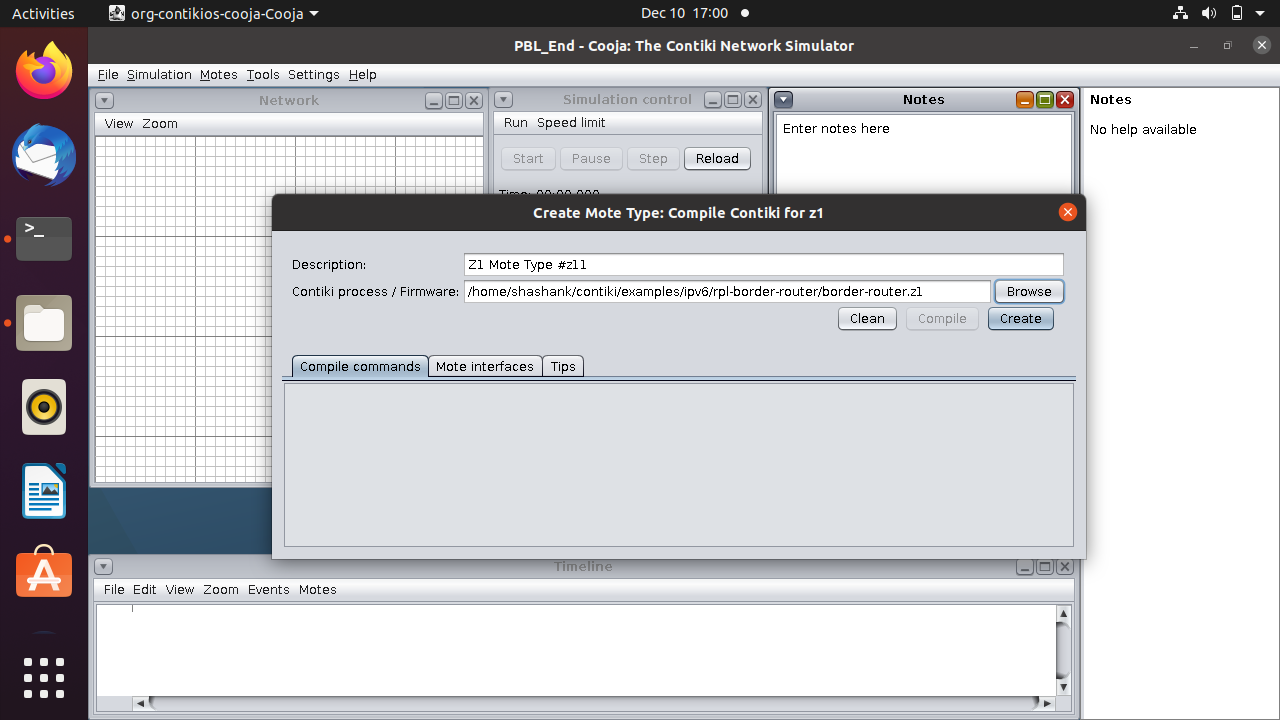 Activities
org-contikios-cooja-Cooja
Dec 10 17:00
PBL_End - Cooja: The Contiki Network Simulator
File Simulation Motes Tools Settings Help
Network
View Zoom
Simulation control
Run Speed limit
Start Pause Step Reload
Time: 00:00.000
Notes
Enter notes here
Notes
No help available
Create Mote Type: Compile Contiki for z1
Description: Z1 Mote Type #z11
Contiki process / Firmware: /home/shashank/contiki/examples/ipv6/rpl-border-router/border-router.z1 Browse
Clean Compile Create
Compile commands Mote interfaces Tips
Timeline
File Edit View Zoom Events Motes